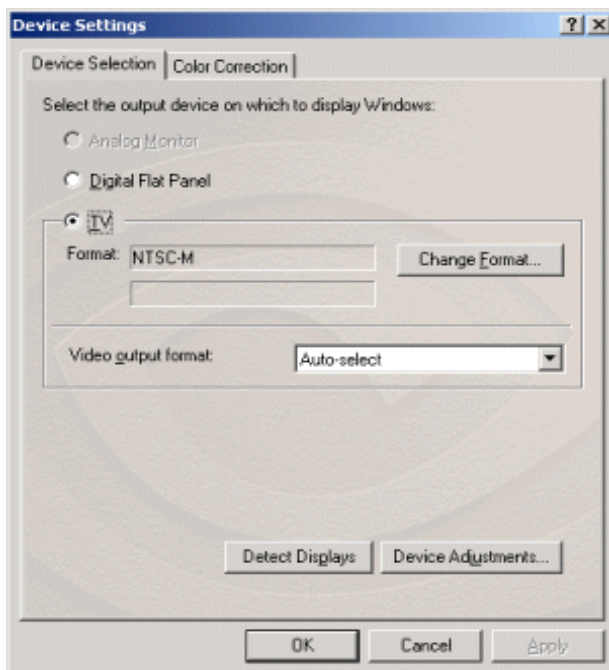 Device Settings
Device Selection Color Correction
Select the output device on which to display Windows:
Analog Monitor
Digital Flat Panel
TV
Format: NTSC-M Change Format...
Video output format: Auto-select
Detect Displays Device Adjustments...
OK Cancel Apply